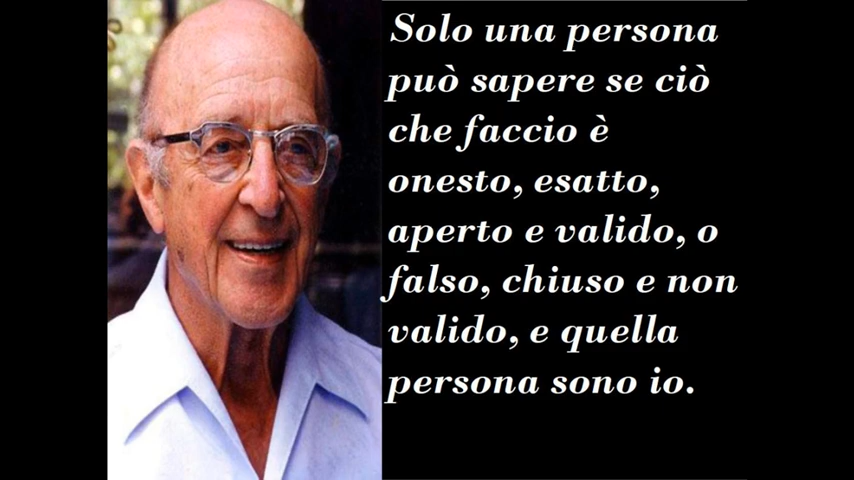 Solo una persona
può sapere se ciò
che faccio è
onesto, esatto,
aperto e valido, o
falso, chiuso e non
valido, e quella
persona sono io.